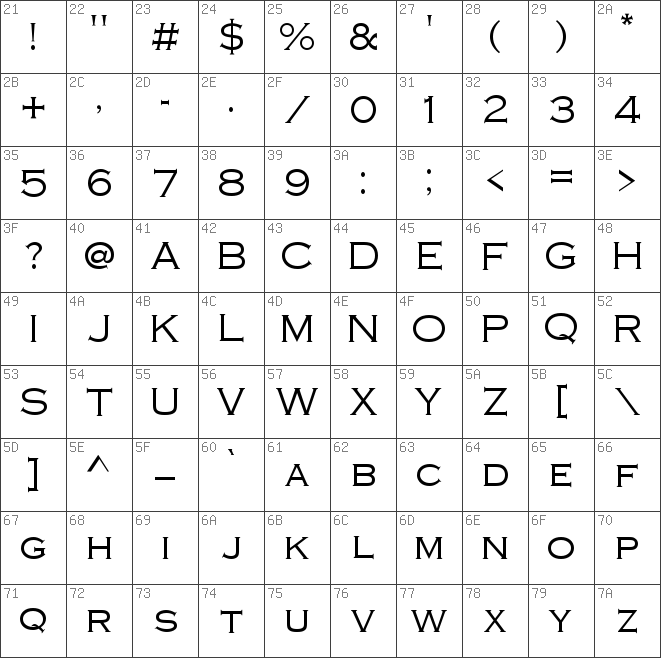 21 22 23 24 25 26 27 28 29 2A
! " # $ % & ' ( ) *
2B 2C 2D 2E 2F 30 31 32 33 34
+ , - . / 0 1 2 3 4
35 36 37 38 39 3A 3B 3C 3D 3E
5 6 7 8 9 : ; < = >
3F 40 41 42 43 44 45 46 47 48
? @ A B C D E F G H
49 4A 4B 4C 4D 4E 4F 50 51 52
I J K L M N O P Q R
53 54 55 56 57 58 59 5A 5B 5C
S T U V W X Y Z [ \
5D 5E 5F 60 61 62 63 64 65 66
] ^ _ ` A B C D E F
67 68 69 6A 6B 6C 6D 6E 6F 70
G H I J K L M N O P
71 72 73 74 75 76 77 78 79 7A
Q R S T U V W X Y Z